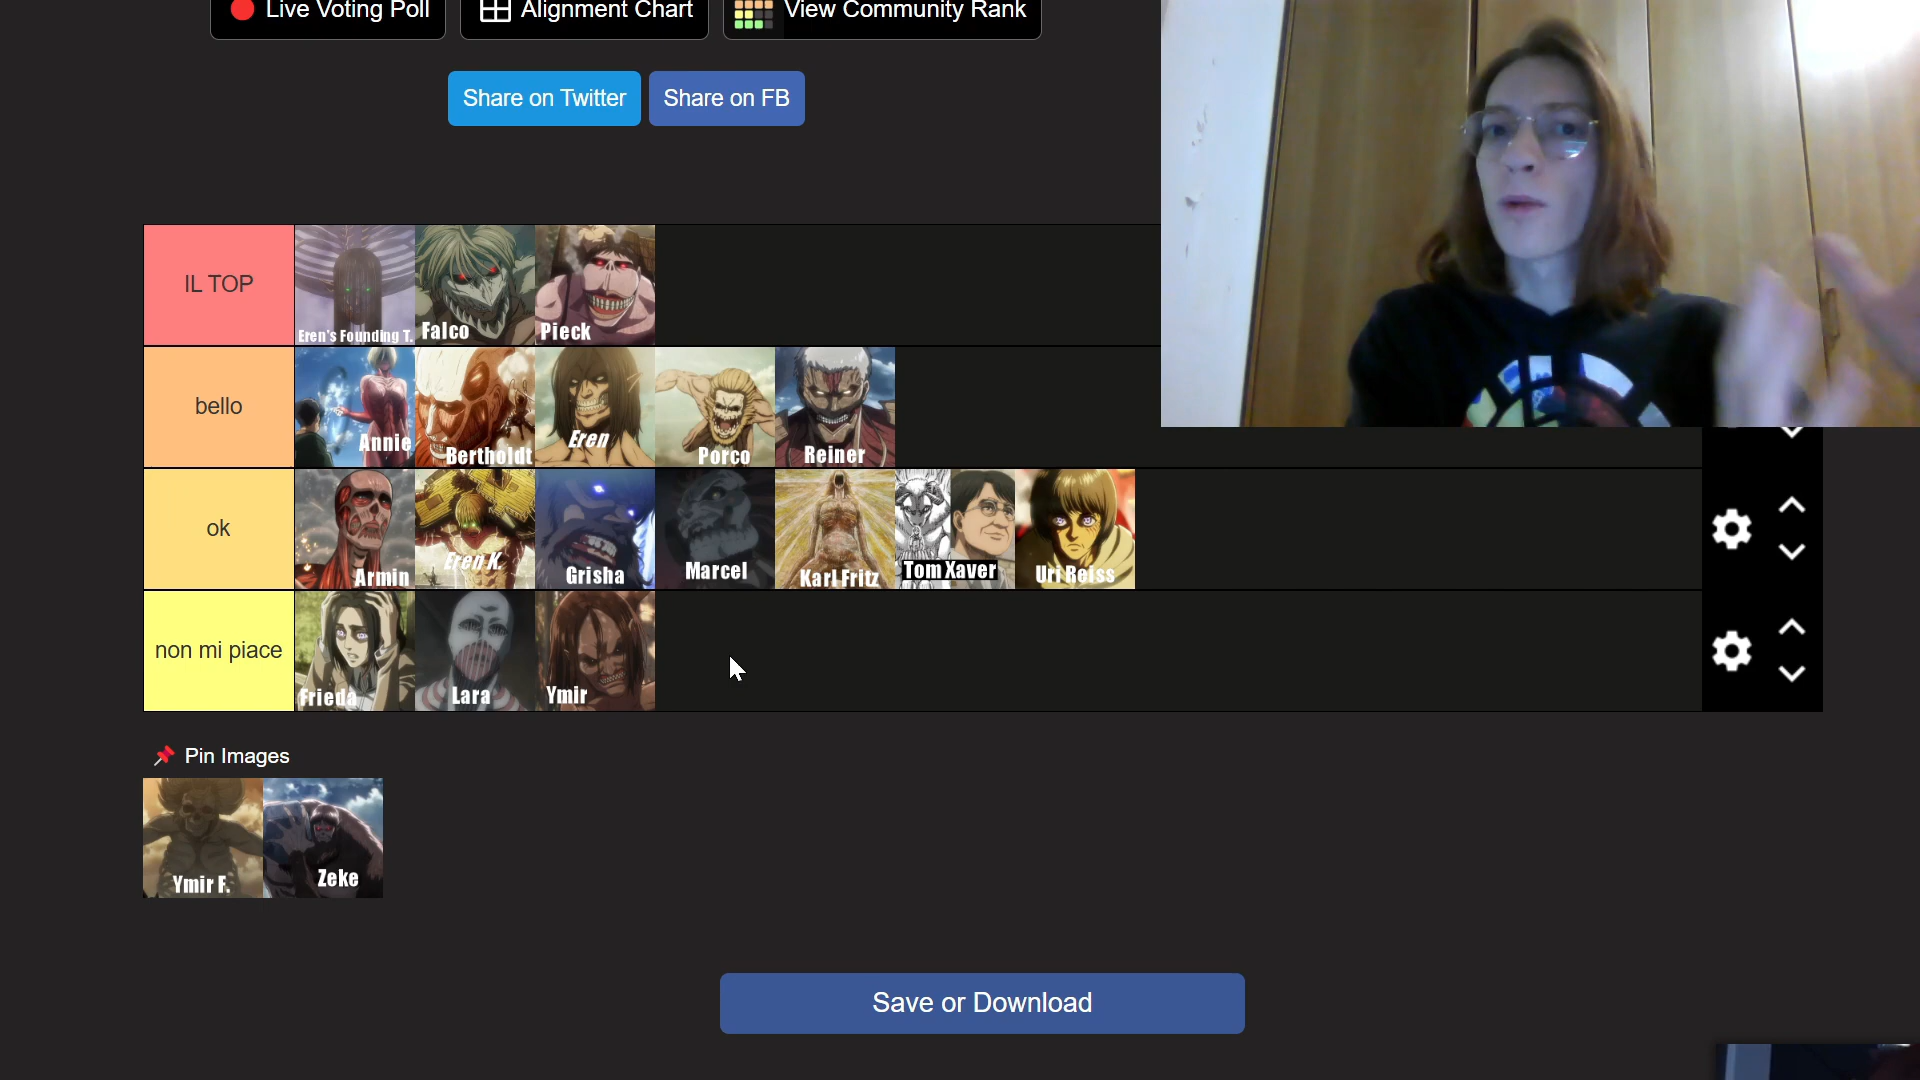 Live Voting Poll
Alignment Chart
View Community Rank
Share on Twitter
Share on FB
IL TOP
Eren's Founding T.
Falco
Pieck
bello
Annie
Bertholdt
Eren
Porco
Reiner
ok
Armin
Eren K.
Grisha
Marcel
Karl Fritz
Tom Xaver
Uri Reiss
non mi piace
Frieda
Lara
Ymir
Pin Images
Ymir F.
Zeke
Save or Download